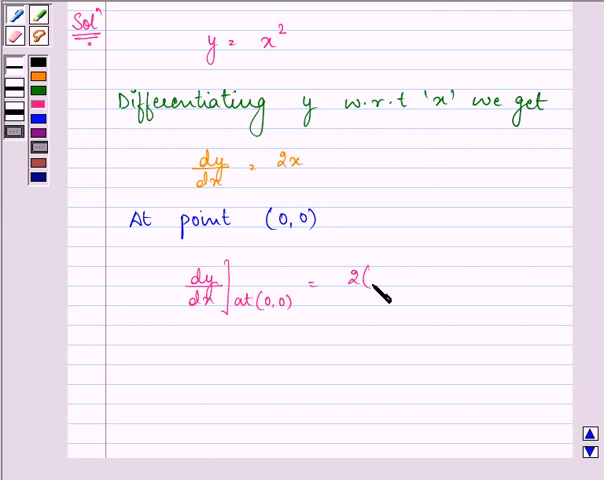 Solⁿ
y = x²
Differentiating y w.r.t 'x' we get
dy/dx = 2x
At point (0,0)
dy/dx]at(0,0) = 2(